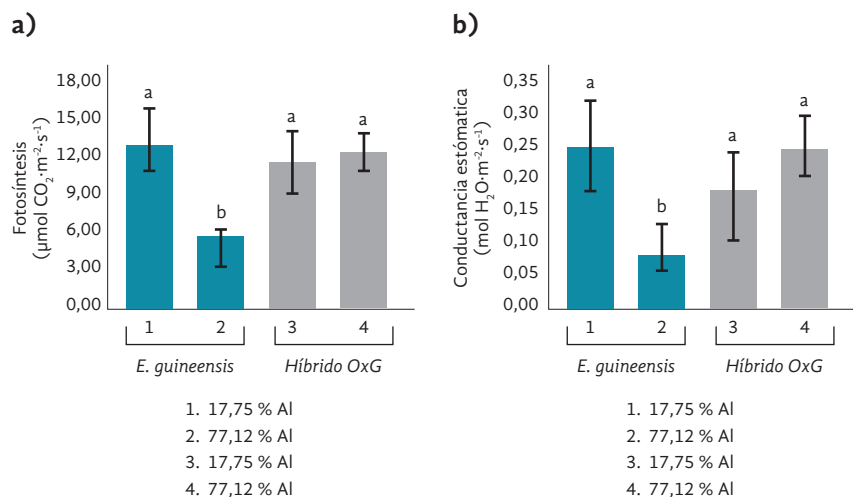 a)
Fotosíntesis
(µmol CO₂·m⁻²·s⁻¹)
18,00
15,00
12,00
9,00
6,00
3,00
0,00
a
b
a
a
1
2
3
4
E. guineensis
Híbrido OxG
1. 17,75 % Al
2. 77,12 % Al
3. 17,75 % Al
4. 77,12 % Al
b)
Conductancia estómatica
(mol H₂O·m⁻²·s⁻¹)
0,35
0,30
0,25
0,20
0,15
0,10
0,05
0,00
a
b
a
a
1
2
3
4
E. guineensis
Híbrido OxG
1. 17,75 % Al
2. 77,12 % Al
3. 17,75 % Al
4. 77,12 % Al